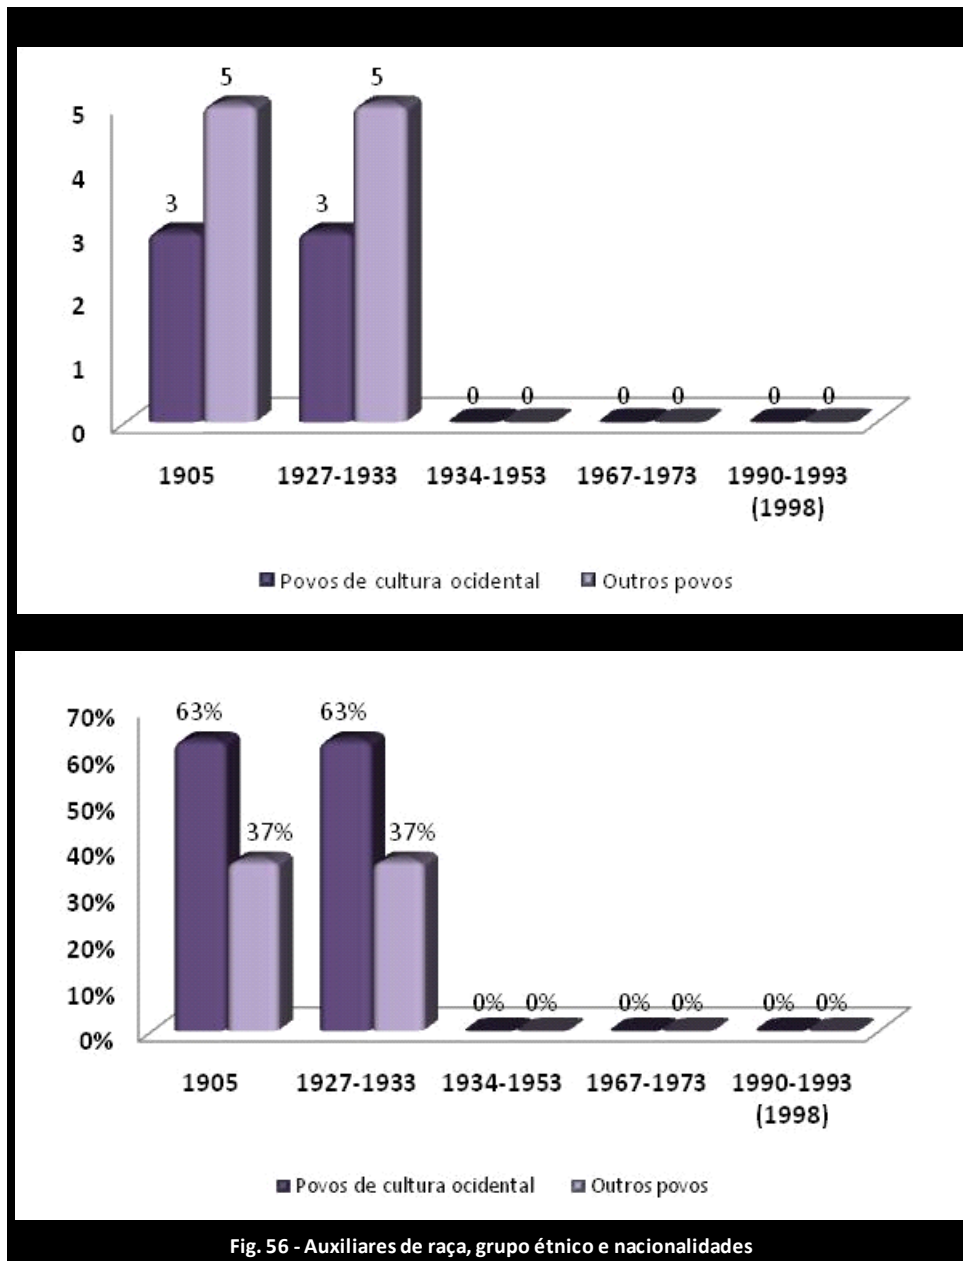 5 5
5
4
3 3
3
2
1
0 0 0 0 0 0
0
1905 1927-1933 1934-1953 1967-1973 1990-1993
(1998)
Povos de cultura ocidental Outros povos
63% 63%
70%
60%
50%
37% 37%
40%
30%
20%
10%
0% 0% 0% 0% 0% 0%
0%
1905 1927-1933 1934-1953 1967-1973 1990-1993
(1998)
Povos de cultura ocidental Outros povos
Fig. 56 - Auxiliares de raça, grupo étnico e nacionalidades